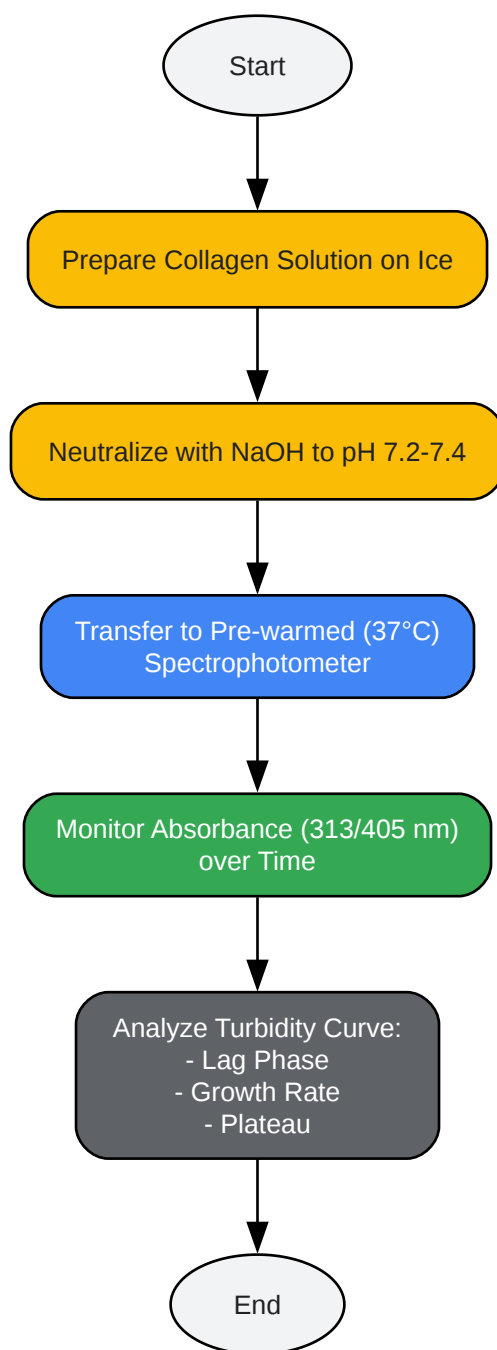 Start
Prepare Collagen Solution on Ice
Neutralize with NaOH to pH 7.2-7.4
Transfer to Pre-warmed (37°C)
Spectrophotometer
Monitor Absorbance (313/405 nm)
over Time
Analyze Turbidity Curve:
- Lag Phase
- Growth Rate
- Plateau
End